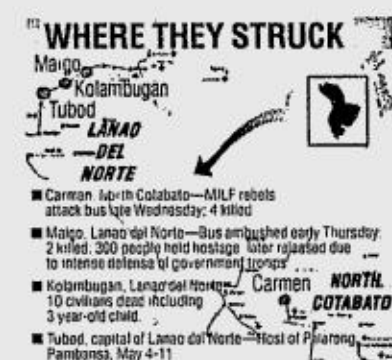 WHERE THEY STRUCK
Maigo
Kolambugan
Tubod
LANAO
DEL
NORTE
■ Carman, North Cotabato—MILF rebels
attack bus late Wednesday; 4 killed
■ Maigo, Lanao del Norte—Bus ambushed early Thursday
2 killed, 300 people held hostage later released due
to intense defense of government troops
■ Kolambugan, Lanao del Norte—
10 civilians dead including
3 year-old child.
Carmen
NORTH
COTABATO
■ Tubod, capital of Lanao del Norte—Host of Palarong
Pambansa, May 4-11